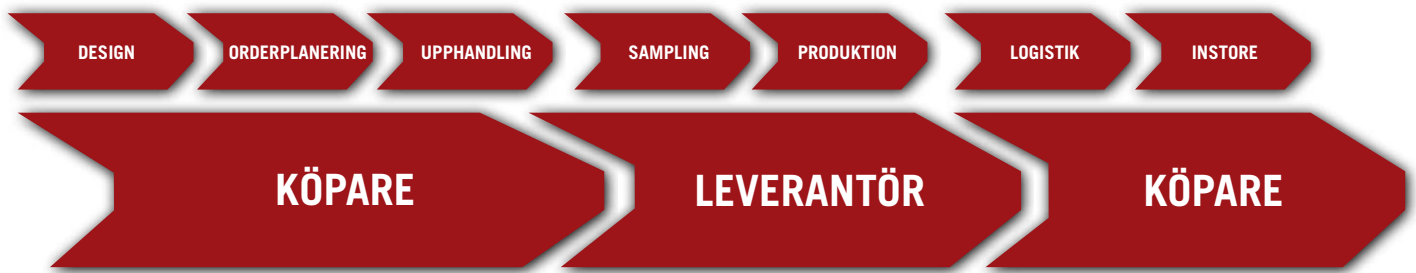 DESIGN
ORDERPLANERING
UPPHANDLING
SAMPLING
PRODUKTION
LOGISTIK
INSTORE
KÖPARE
LEVERANTÖR
KÖPARE